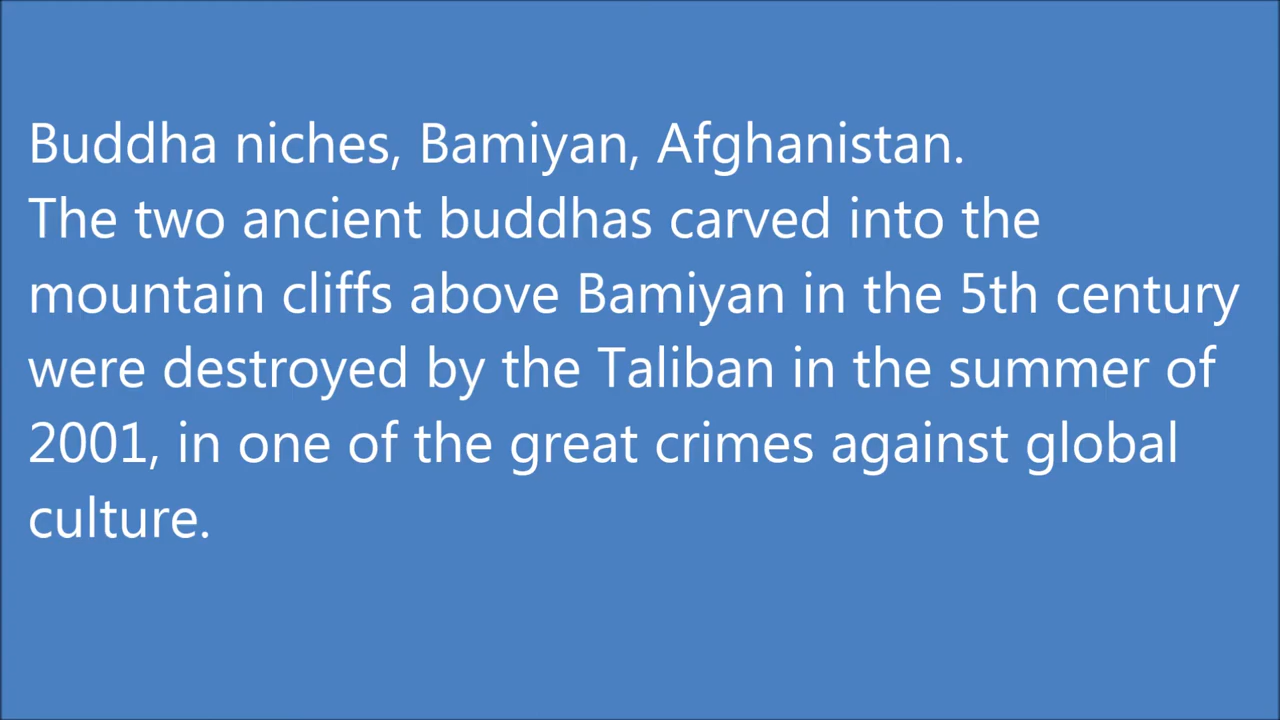 Buddha niches, Bamiyan, Afghanistan.
The two ancient buddhas carved into the
mountain cliffs above Bamiyan in the 5th century
were destroyed by the Taliban in the summer of
2001, in one of the great crimes against global
culture.